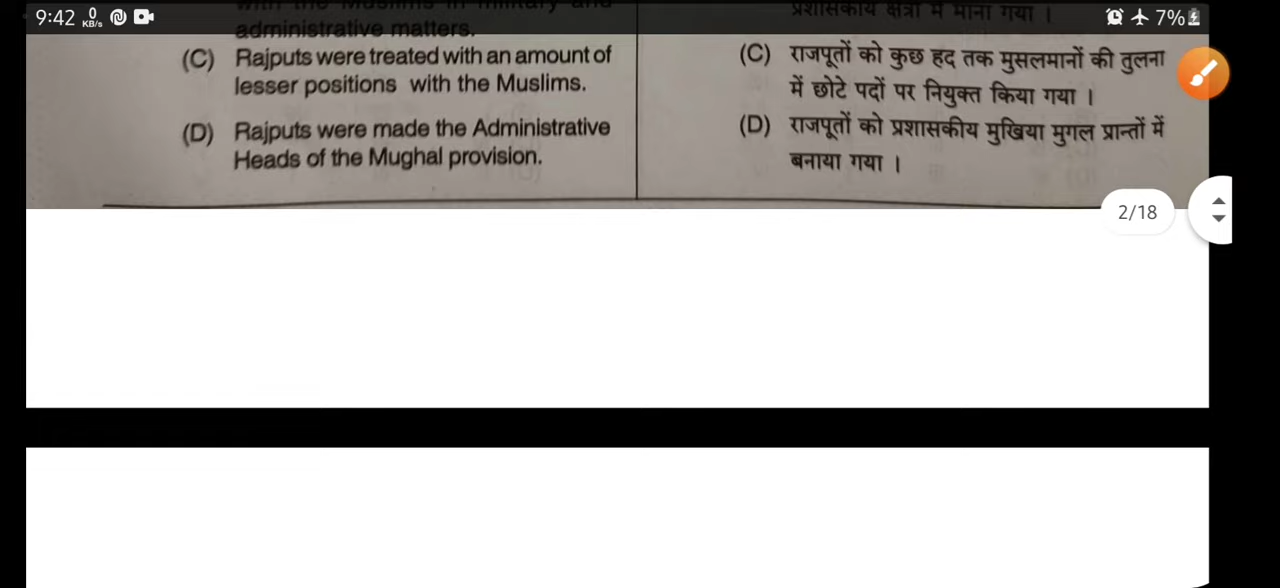 9:42 0 KB/s 7%
administrative matters.
(C) Rajputs were treated with an amount of
lesser positions with the Muslims.
(D) Rajputs were made the Administrative
Heads of the Mughal provision.
प्रशासकीय क्षेत्रों में माना गया ।
(C) राजपूतों को कुछ हद तक मुसलमानों की तुलना
में छोटे पदों पर नियुक्त किया गया ।
(D) राजपूतों को प्रशासकीय मुखिया मुगल प्रान्तों में
बनाया गया ।
2/18